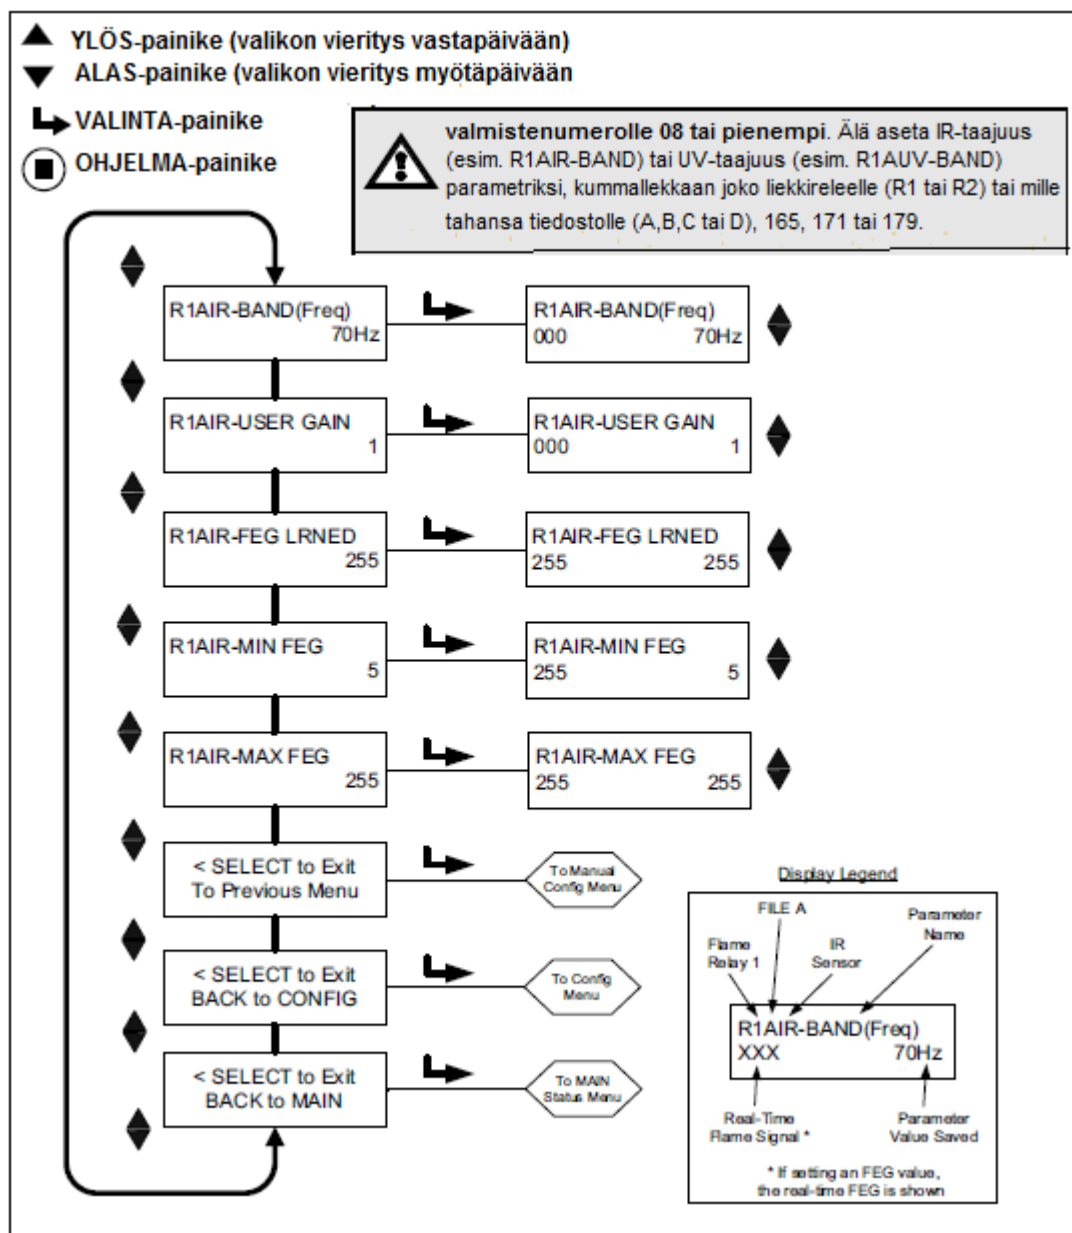 YLÖS-painike (valikon vieritys vastapäivään)
ALAS-painike (valikon vieritys myötäpäivään
VALINTA-painike
OHJELMA-painike
valmistenumerolle 08 tai pienempi. Älä aseta IR-taajuus
(esim. R1AIR-BAND) tai UV-taajuus (esim. R1AUV-BAND)
parametriksi, kummallekkaan joko liekkireleelle (R1 tai R2) tai mille
tahansa tiedostolle (A,B,C tai D), 165, 171 tai 179.
R1AIR-BAND(Freq)
70Hz
R1AIR-BAND(Freq)
000 70Hz
R1AIR-USER GAIN
1
R1AIR-USER GAIN
000 1
R1AIR-FEG LRNED
255
R1AIR-FEG LRNED
255 255
R1AIR-MIN FEG
5
R1AIR-MIN FEG
255 5
R1AIR-MAX FEG
255
R1AIR-MAX FEG
255 255
< SELECT to Exit
To Previous Menu
To Manual
Config Menu
< SELECT to Exit
BACK to CONFIG
To Config
Menu
< SELECT to Exit
BACK to MAIN
To MAIN
Status Menu
Display Legend
FILE A
Parameter
Name
Flame
Relay 1
IR
Sensor
R1AIR-BAND(Freq)
XXX 70Hz
Real-Time
Flame Signal *
Parameter
Value Saved
* If setting an FEG value,
the real-time FEG is shown